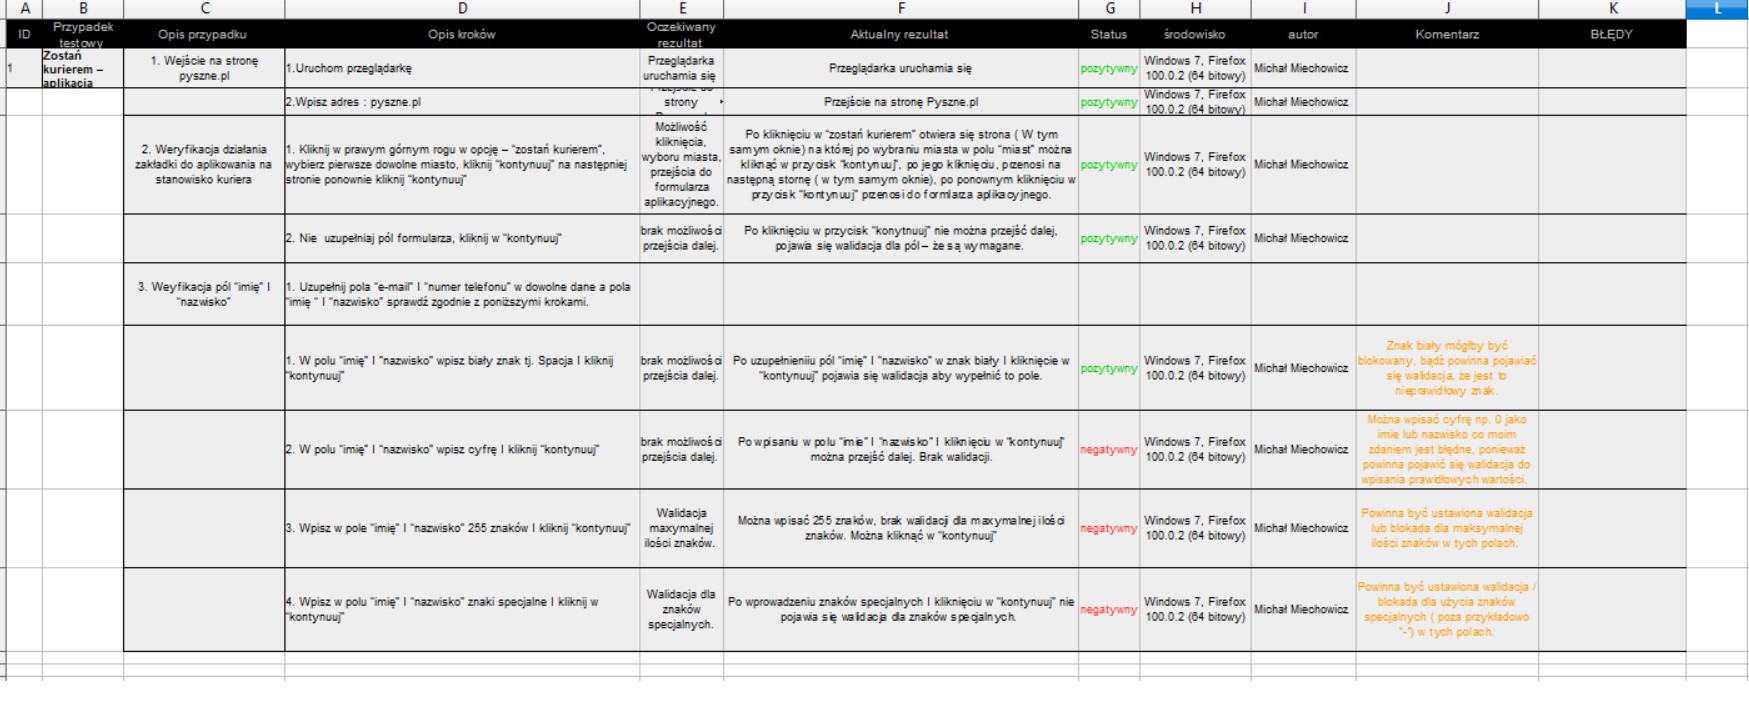 A B C D E F G H I J K L
ID
Przypadek
testowy
Opis przypadku
Opis kroków
Oczekiwany
rezultat
Aktualny rezultat
Status
środowisko
autor
Komentarz
BŁĘDY
1
Zostań
kurierem –
aplikacja
1. Wejście na stronę
pyszne.pl
1.Uruchom przeglądarkę
Przeglądarka
uruchamia się
Przeglądarka uruchamia się
pozytywny
Windows 7, Firefox
100.0.2 (64 bitowy)
Michał Miechowicz
2.Wpisz adres : pyszne.pl
strony
Przejście na stronę Pyszne.pl
pozytywny
Windows 7, Firefox
100.0.2 (64 bitowy)
Michał Miechowicz
2. Weryfikacja działania
zakładki do aplikowania na
stanowisko kuriera
1. Kliknij w prawym górnym rogu w opcję – "zostań kurierem",
wybierz pierwsze dowolne miasto, kliknij "kontynuuj" na następniej
stronie ponownie kliknij "kontynuuj"
Możliwość
kliknięcia,
wyboru miasta,
przejścia do
formularza
aplikacyjnego.
Po kliknięciu w "zostań kurierem" otwiera się strona ( W tym
samym oknie) na której po wybraniu miasta w polu "miast" można
kliknąć w przycisk "kontynuuj", po jego kliknięciu, przenosi na
następną stornę ( w tym samym oknie), po ponownym kliknięciu w
przycisk "kontynuuj" przenosi do formlarza aplikacyjnego.
pozytywny
Windows 7, Firefox
100.0.2 (64 bitowy)
Michał Miechowicz
2. Nie uzupełniaj pól formularza, kliknij w "kontynuuj"
brak możliwości
przejścia dalej.
Po kliknięciu w przycisk "konytnuuj" nie można przejść dalej,
pojawia się walidacja dla pól – że są wymagane.
pozytywny
Windows 7, Firefox
100.0.2 (64 bitowy)
Michał Miechowicz
3. Weyfikacja pól "imię" I
"nazwisko"
1. Uzupełnij pola "e-mail" I "numer telefonu" w dowolne dane a pola
"imię " I "nazwisko" sprawdź zgodnie z poniższymi krokami.
1. W polu "imię" I "nazwisko" wpisz biały znak tj. Spacja I kliknij
"kontynuuj"
brak możliwości
przejścia dalej.
Po uzupełnieniiu pól "imię" I "nazwisko" w znak biały I kliknięcie w
"kontynuuj" pojawia się walidacja aby wypełnić to pole.
pozytywny
Windows 7, Firefox
100.0.2 (64 bitowy)
Michał Miechowicz
Znak biały mógłby być
blokowany, bądź powinna pojawiać
się walidacja, że jest to
nieprawidłowy znak.
2. W polu "imię" I "nazwisko" wpisz cyfrę I kliknij "kontynuuj"
brak możliwości
przejścia dalej.
Po wpisaniu w polu "imie" I "nazwisko" I kliknięciu w "kontynuuj"
można przejść dalej. Brak walidacji.
negatywny
Windows 7, Firefox
100.0.2 (64 bitowy)
Michał Miechowicz
Można wpisać cyfrę np. 0 jako
imie lub nazwisko co moim
zdaniem jest błędne, ponieważ
powinna pojawić się walidacja do
wpisania prawidłowych wartości.
3. Wpisz w pole "imię" I "nazwisko" 255 znaków I kliknij "kontynuuj"
Walidacja
maxymalnej
ilości znaków.
Można wpisać 255 znaków, brak walidacji dla maxymalnej ilości
znaków. Można kliknąć w "kontynuuj"
negatywny
Windows 7, Firefox
100.0.2 (64 bitowy)
Michał Miechowicz
Powinna być ustawiona walidacja
lub blokada dla maksymalnej
ilości znaków w tych polach.
4. Wpisz w polu "imię" I "nazwisko" znaki specjalne I kliknij w
"kontynuuj"
Walidacja dla
znaków
specjalnych.
Po wprowadzeniu znaków specjalnych I kliknięciu w "kontynuuj" nie
pojawia się walidacja dla znaków specjalnych.
negatywny
Windows 7, Firefox
100.0.2 (64 bitowy)
Michał Miechowicz
Powinna być ustawiona walidacja /
blokada dla użycia znaków
specjalnych ( poza przykładowo
"-") w tych polach.